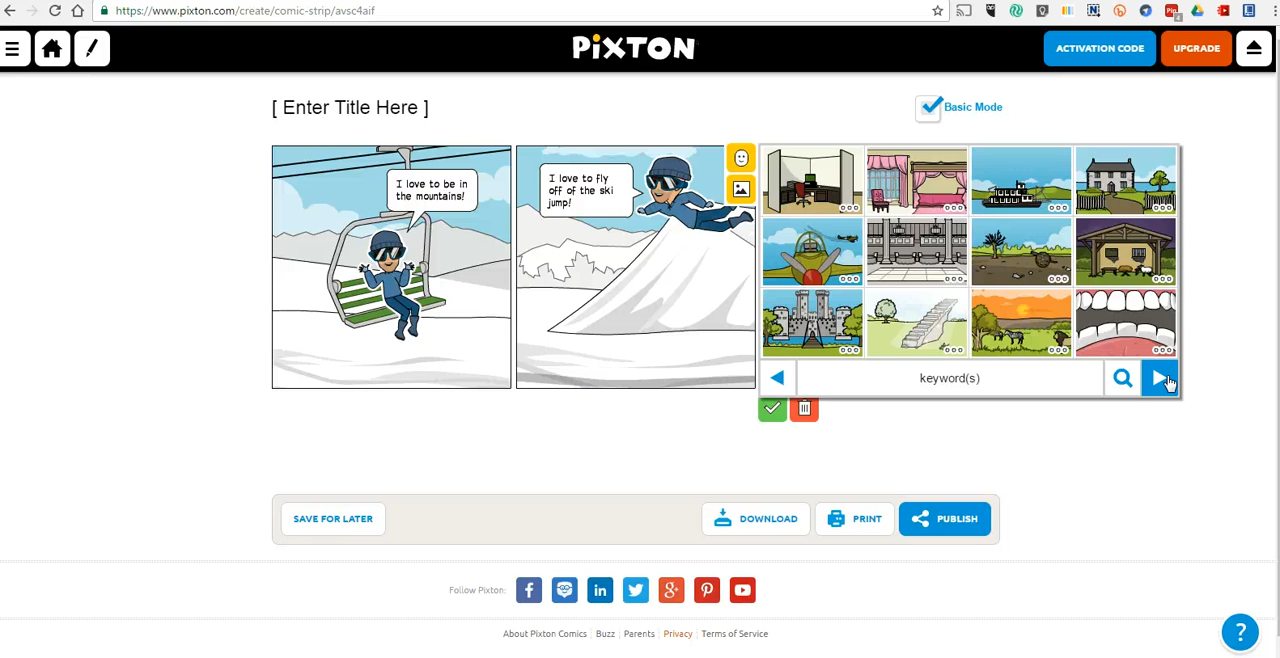 https://www.pixton.com/create/comic-strip/avsc4aif
PiXTON
ACTIVATION CODE
UPGRADE
[ Enter Title Here ]
Basic Mode
I love to be in
the mountains!
I love to fly
off of the ski
jump!
keyword(s)
SAVE FOR LATER
DOWNLOAD
PRINT
PUBLISH
Follow Pixton:
About Pixton Comics
Buzz
Parents
Privacy
Terms of Service
?